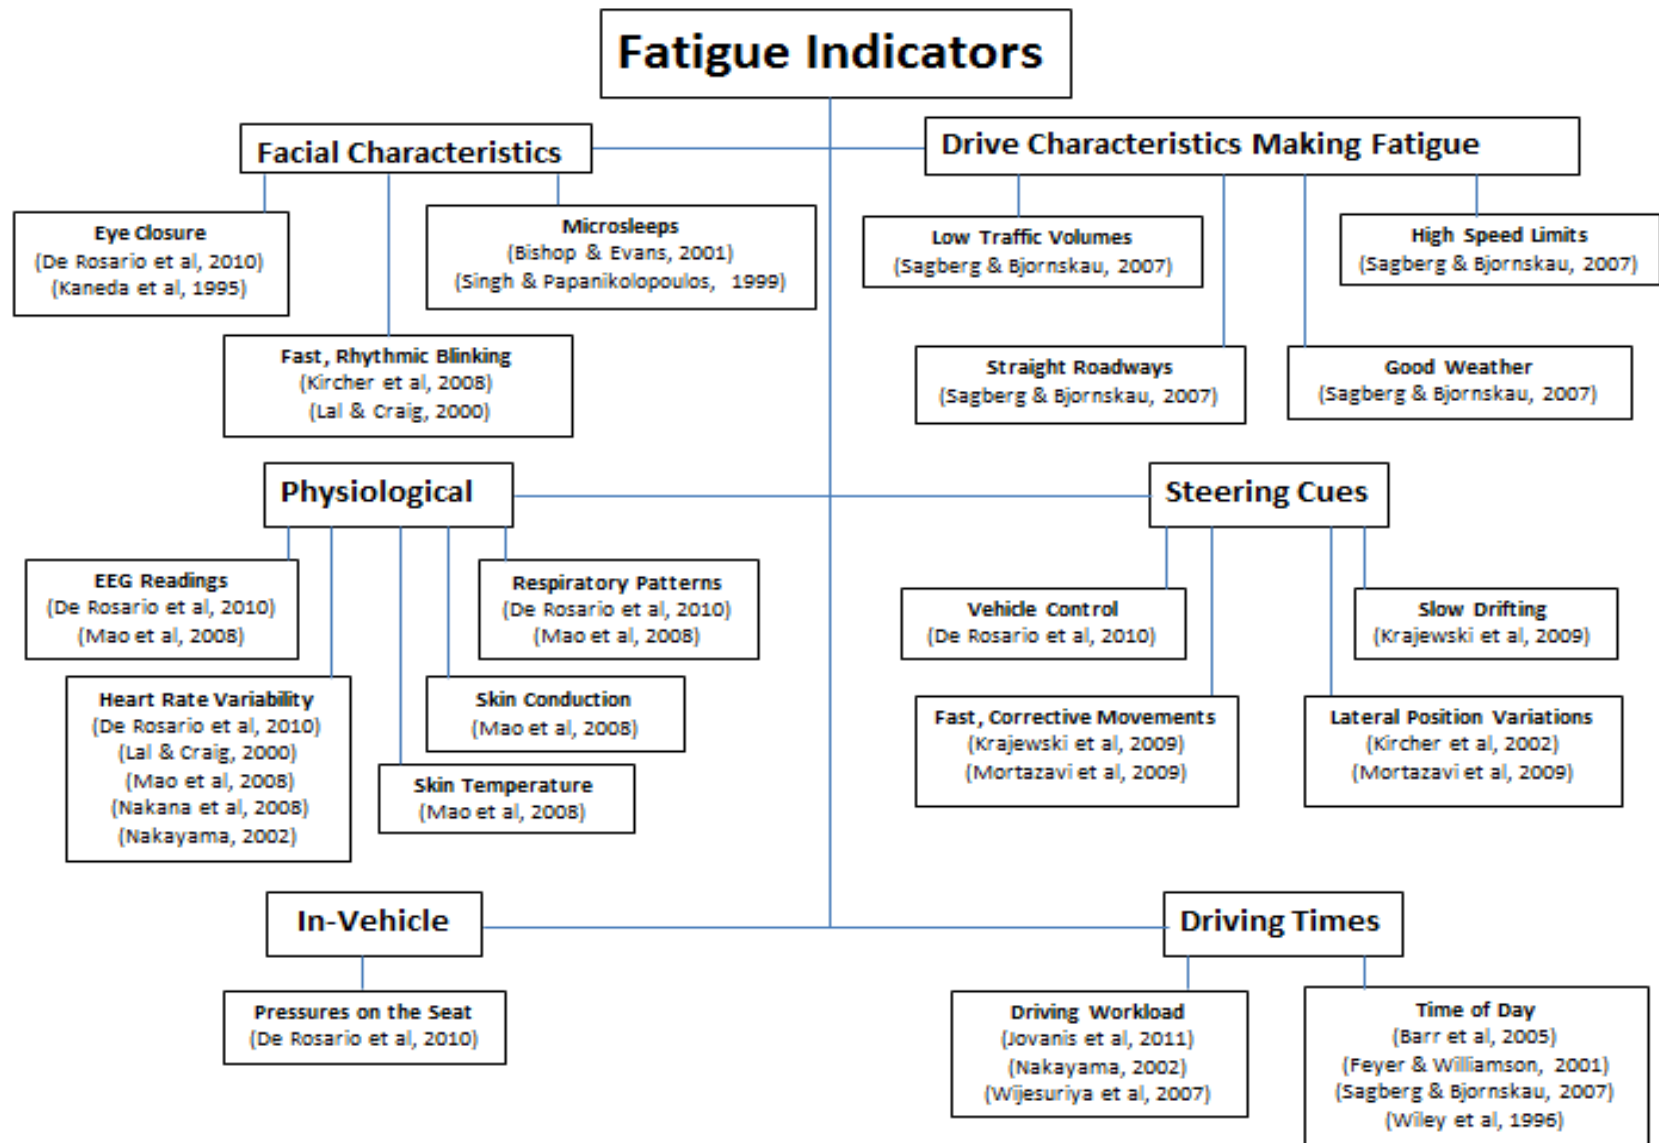 Fatigue Indicators
Facial Characteristics
Eye Closure
(De Rosario et al, 2010)
(Kaneda et al, 1995)
Microsleeps
(Bishop & Evans, 2001)
(Singh & Papanikolopoulos, 1999)
Fast, Rhythmic Blinking
(Kircher et al, 2008)
(Lal & Craig, 2000)
Drive Characteristics Making Fatigue
Low Traffic Volumes
(Sagberg & Bjornskau, 2007)
High Speed Limits
(Sagberg & Bjornskau, 2007)
Straight Roadways
(Sagberg & Bjornskau, 2007)
Good Weather
(Sagberg & Bjornskau, 2007)
Physiological
EEG Readings
(De Rosario et al, 2010)
(Mao et al, 2008)
Respiratory Patterns
(De Rosario et al, 2010)
(Mao et al, 2008)
Heart Rate Variability
(De Rosario et al, 2010)
(Lal & Craig, 2000)
(Mao et al, 2008)
(Nakana et al, 2008)
(Nakayama, 2002)
Skin Conduction
(Mao et al, 2008)
Skin Temperature
(Mao et al, 2008)
Steering Cues
Vehicle Control
(De Rosario et al, 2010)
Slow Drifting
(Krajewski et al, 2009)
Fast, Corrective Movements
(Krajewski et al, 2009)
(Mortazavi et al, 2009)
Lateral Position Variations
(Kircher et al, 2002)
(Mortazavi et al, 2009)
In-Vehicle
Pressures on the Seat
(De Rosario et al, 2010)
Driving Times
Driving Workload
(Jovanis et al, 2011)
(Nakayama, 2002)
(Wijesuriya et al, 2007)
Time of Day
(Barr et al, 2005)
(Feyer & Williamson, 2001)
(Sagberg & Bjornskau, 2007)
(Wiley et al, 1996)